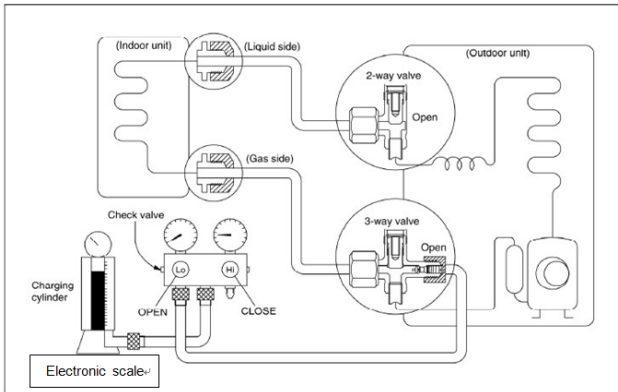 (Indoor unit)
(Liquid side)
(Outdoor unit)
2-way valve
Open
(Gas side)
Check valve
3-way valve
Open
Lo
Hi
Charging
cylinder
OPEN
CLOSE
Electronic scale